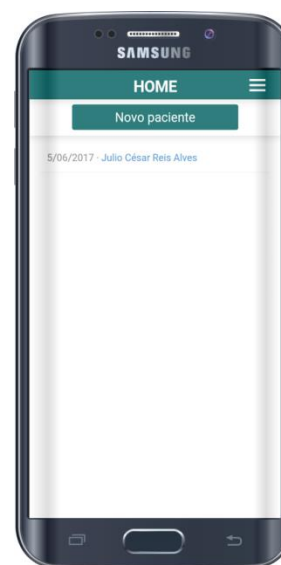 SAMSUNG
HOME
Novo paciente
5/06/2017 - Julio César Reis Alves